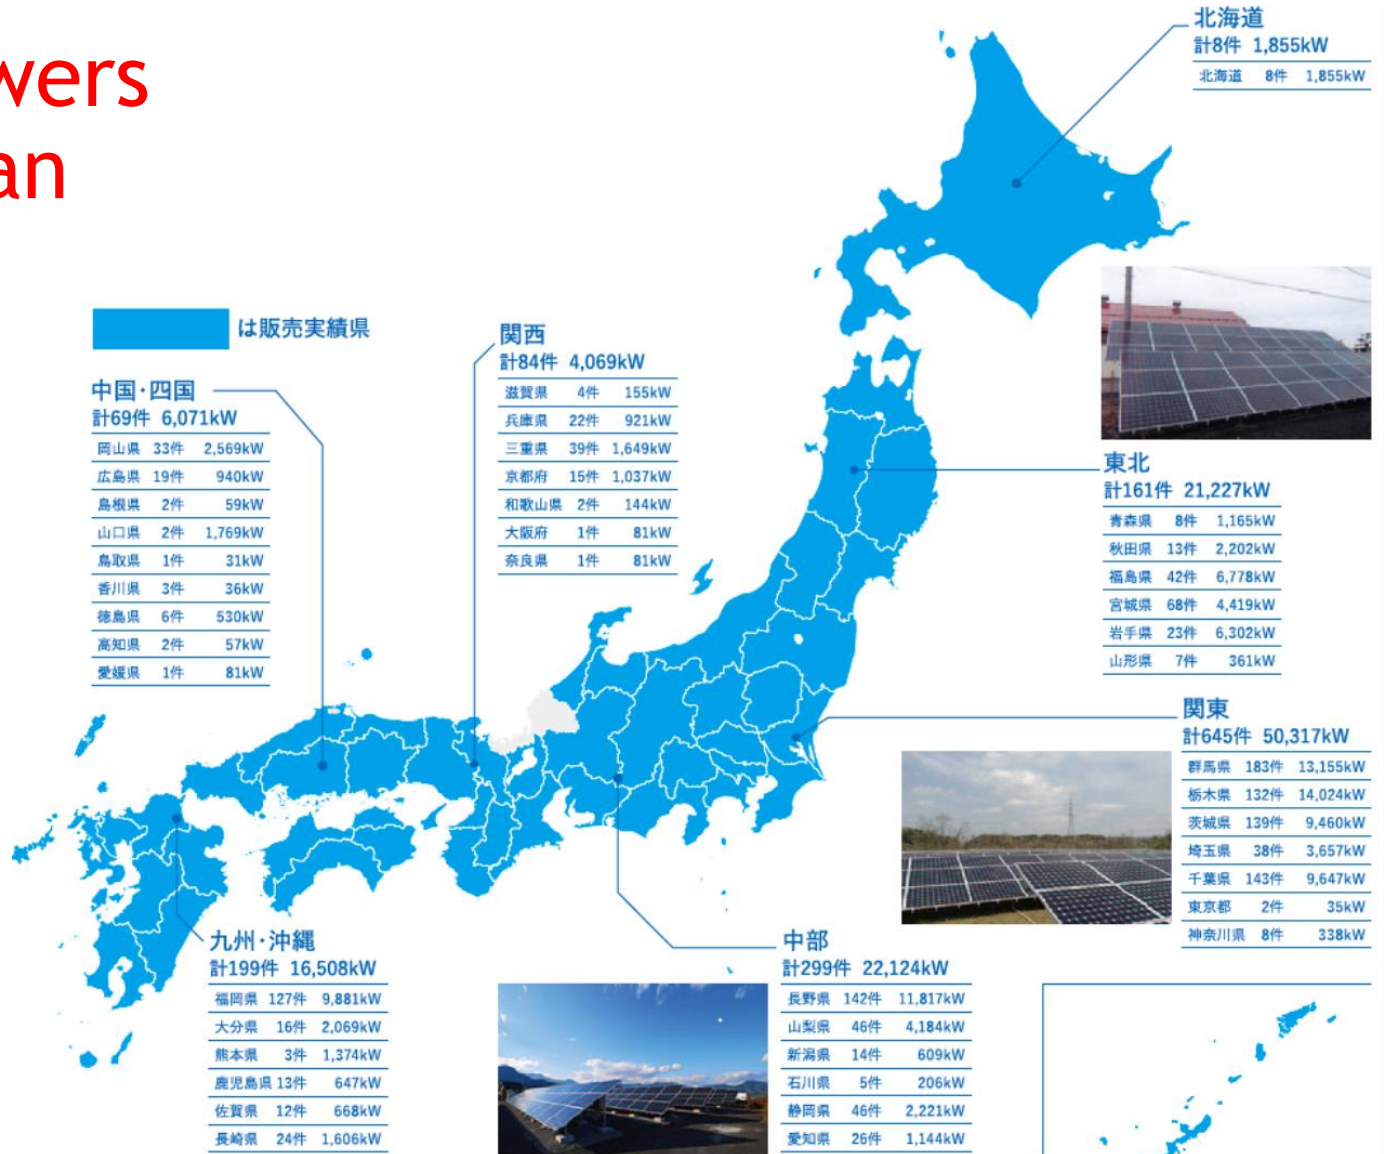 wers
an
北海道
計8件 1,855kW
北海道 8件 1,855kW
は販売実績県
中国・四国
計69件 6,071kW
岡山県 33件 2,569kW
広島県 19件 940kW
島根県 2件 59kW
山口県 2件 1,769kW
鳥取県 1件 31kW
香川県 3件 36kW
徳島県 6件 530kW
高知県 2件 57kW
愛媛県 1件 81kW
関西
計84件 4,069kW
滋賀県 4件 155kW
兵庫県 22件 921kW
三重県 39件 1,649kW
京都府 15件 1,037kW
和歌山県 2件 144kW
大阪府 1件 81kW
奈良県 1件 81kW
東北
計161件 21,227kW
青森県 8件 1,165kW
秋田県 13件 2,202kW
福島県 42件 6,778kW
宮城県 68件 4,419kW
岩手県 23件 6,302kW
山形県 7件 361kW
関東
計645件 50,317kW
群馬県 183件 13,155kW
栃木県 132件 14,024kW
茨城県 139件 9,460kW
埼玉県 38件 3,657kW
千葉県 143件 9,647kW
東京都 2件 35kW
神奈川県 8件 338kW
九州・沖縄
計199件 16,508kW
福岡県 127件 9,881kW
大分県 16件 2,069kW
熊本県 3件 1,374kW
鹿児島県 13件 647kW
佐賀県 12件 668kW
長崎県 24件 1,606kW
中部
計299件 22,124kW
長野県 142件 11,817kW
山梨県 46件 4,184kW
新潟県 14件 609kW
石川県 5件 206kW
静岡県 46件 2,221kW
愛知県 26件 1,144kW